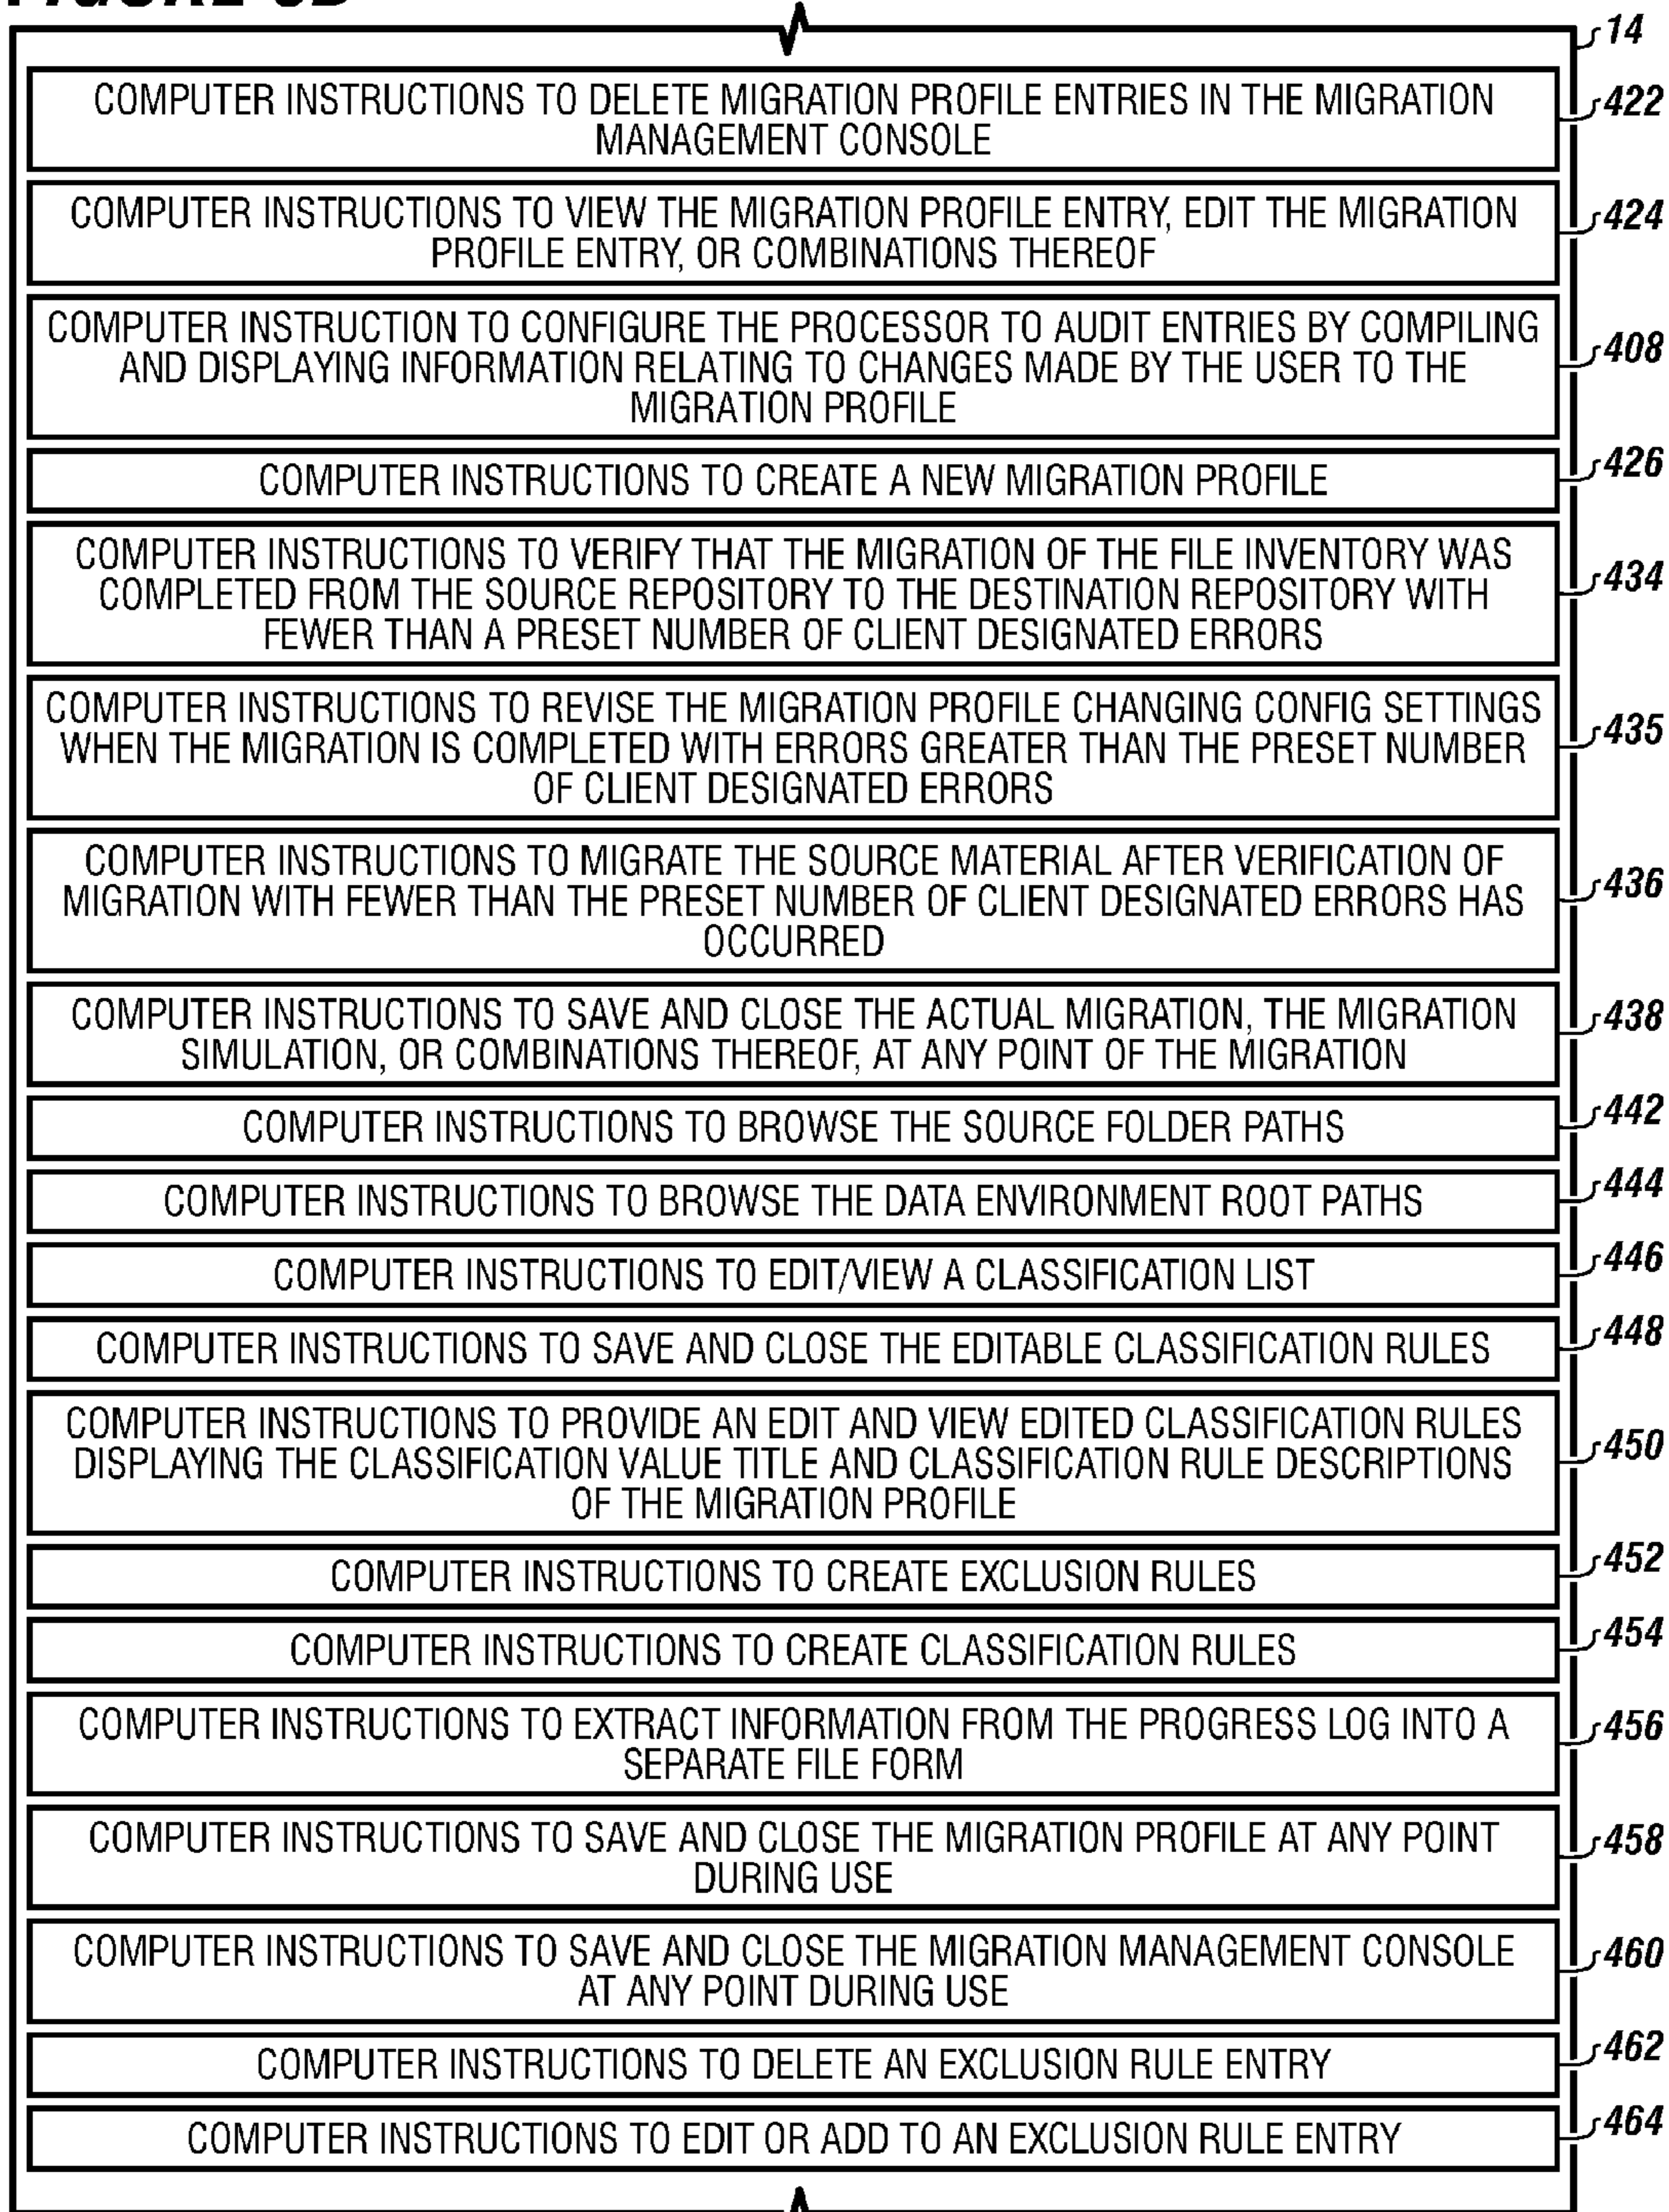 14
COMPUTER INSTRUCTIONS TO DELETE MIGRATION PROFILE ENTRIES IN THE MIGRATION
MANAGEMENT CONSOLE
422
COMPUTER INSTRUCTIONS TO VIEW THE MIGRATION PROFILE ENTRY, EDIT THE MIGRATION
PROFILE ENTRY, OR COMBINATIONS THEREOF
424
COMPUTER INSTRUCTION TO CONFIGURE THE PROCESSOR TO AUDIT ENTRIES BY COMPILING
AND DISPLAYING INFORMATION RELATING TO CHANGES MADE BY THE USER TO THE
MIGRATION PROFILE
408
COMPUTER INSTRUCTIONS TO CREATE A NEW MIGRATION PROFILE
426
COMPUTER INSTRUCTIONS TO VERIFY THAT THE MIGRATION OF THE FILE INVENTORY WAS
COMPLETED FROM THE SOURCE REPOSITORY TO THE DESTINATION REPOSITORY WITH
FEWER THAN A PRESET NUMBER OF CLIENT DESIGNATED ERRORS
434
COMPUTER INSTRUCTIONS TO REVISE THE MIGRATION PROFILE CHANGING CONFIG SETTINGS
WHEN THE MIGRATION IS COMPLETED WITH ERRORS GREATER THAN THE PRESET NUMBER
OF CLIENT DESIGNATED ERRORS
435
COMPUTER INSTRUCTIONS TO MIGRATE THE SOURCE MATERIAL AFTER VERIFICATION OF
MIGRATION WITH FEWER THAN THE PRESET NUMBER OF CLIENT DESIGNATED ERRORS HAS
OCCURRED
436
COMPUTER INSTRUCTIONS TO SAVE AND CLOSE THE ACTUAL MIGRATION, THE MIGRATION
SIMULATION, OR COMBINATIONS THEREOF, AT ANY POINT OF THE MIGRATION
438
COMPUTER INSTRUCTIONS TO BROWSE THE SOURCE FOLDER PATHS
442
COMPUTER INSTRUCTIONS TO BROWSE THE DATA ENVIRONMENT ROOT PATHS
444
COMPUTER INSTRUCTIONS TO EDIT/VIEW A CLASSIFICATION LIST
446
COMPUTER INSTRUCTIONS TO SAVE AND CLOSE THE EDITABLE CLASSIFICATION RULES
448
COMPUTER INSTRUCTIONS TO PROVIDE AN EDIT AND VIEW EDITED CLASSIFICATION RULES
DISPLAYING THE CLASSIFICATION VALUE TITLE AND CLASSIFICATION RULE DESCRIPTIONS
OF THE MIGRATION PROFILE
450
COMPUTER INSTRUCTIONS TO CREATE EXCLUSION RULES
452
COMPUTER INSTRUCTIONS TO CREATE CLASSIFICATION RULES
454
COMPUTER INSTRUCTIONS TO EXTRACT INFORMATION FROM THE PROGRESS LOG INTO A
SEPARATE FILE FORM
456
COMPUTER INSTRUCTIONS TO SAVE AND CLOSE THE MIGRATION PROFILE AT ANY POINT
DURING USE
458
COMPUTER INSTRUCTIONS TO SAVE AND CLOSE THE MIGRATION MANAGEMENT CONSOLE
AT ANY POINT DURING USE
460
COMPUTER INSTRUCTIONS TO DELETE AN EXCLUSION RULE ENTRY
462
COMPUTER INSTRUCTIONS TO EDIT OR ADD TO AN EXCLUSION RULE ENTRY
464